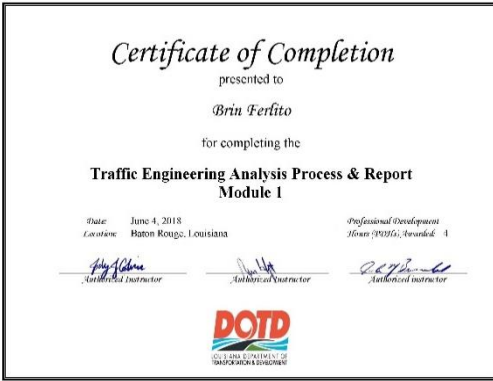 Certificate of Completion
presented to
Brin Ferlito
for completing the
Traffic Engineering Analysis Process & Report
Module 1
Date: June 4, 2018
Location: Baton Rouge, Louisiana
Professional Development
Hours (PDHs) Awarded: 4
Authorized Instructor
Authorized Instructor
Authorized instructor
DOTD
LOUISIANA DEPARTMENT OF
TRANSPORTATION & DEVELOPMENT